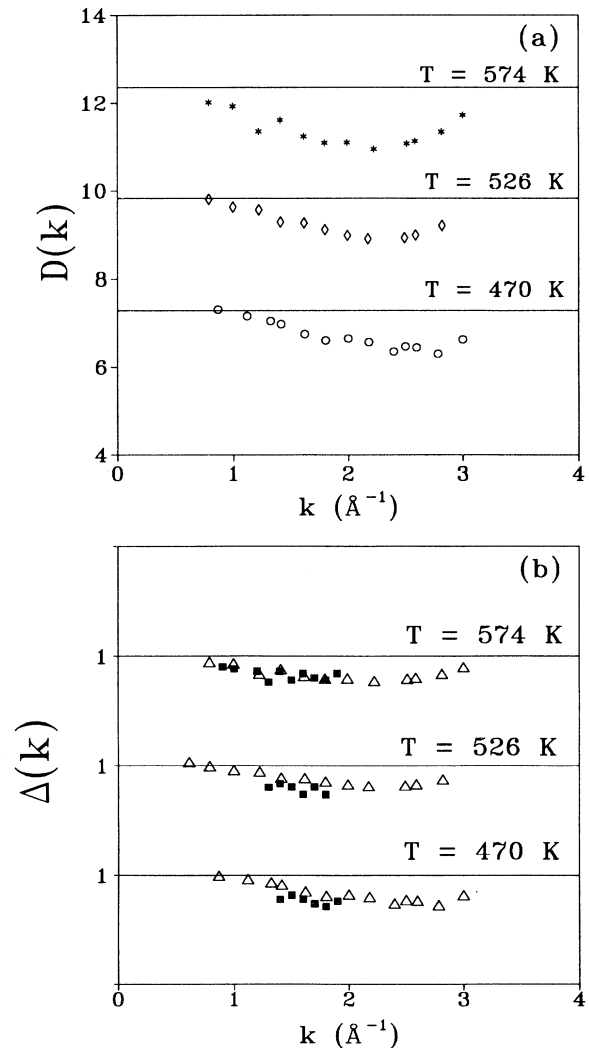 14
(a)
T = 574 K
12
T = 526 K
10
D(k)
8
T = 470 K
6
4
0 1 2 3 4
k (Å⁻¹)
(b)
T = 574 K
1
T = 526 K
1
Δ(k)
T = 470 K
1
0 1 2 3 4
k (Å⁻¹)